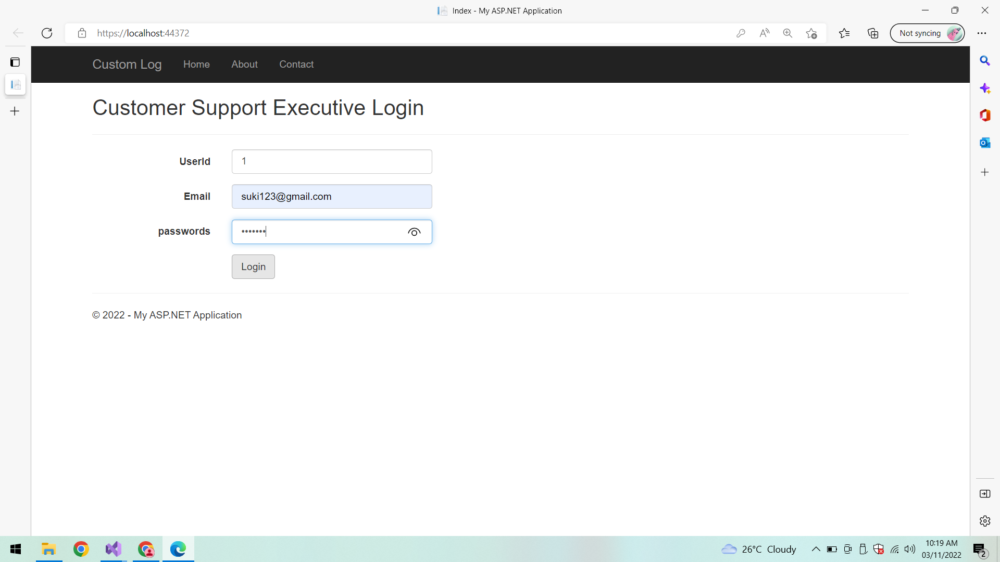 Index - My ASP.NET Application
https://localhost:44372
Not syncing
Custom Log Home About Contact
Customer Support Executive Login
UserId 1
Email suki123@gmail.com
passwords •••••••
Login
© 2022 - My ASP.NET Application
26°C Cloudy
10:19 AM
03/11/2022
2